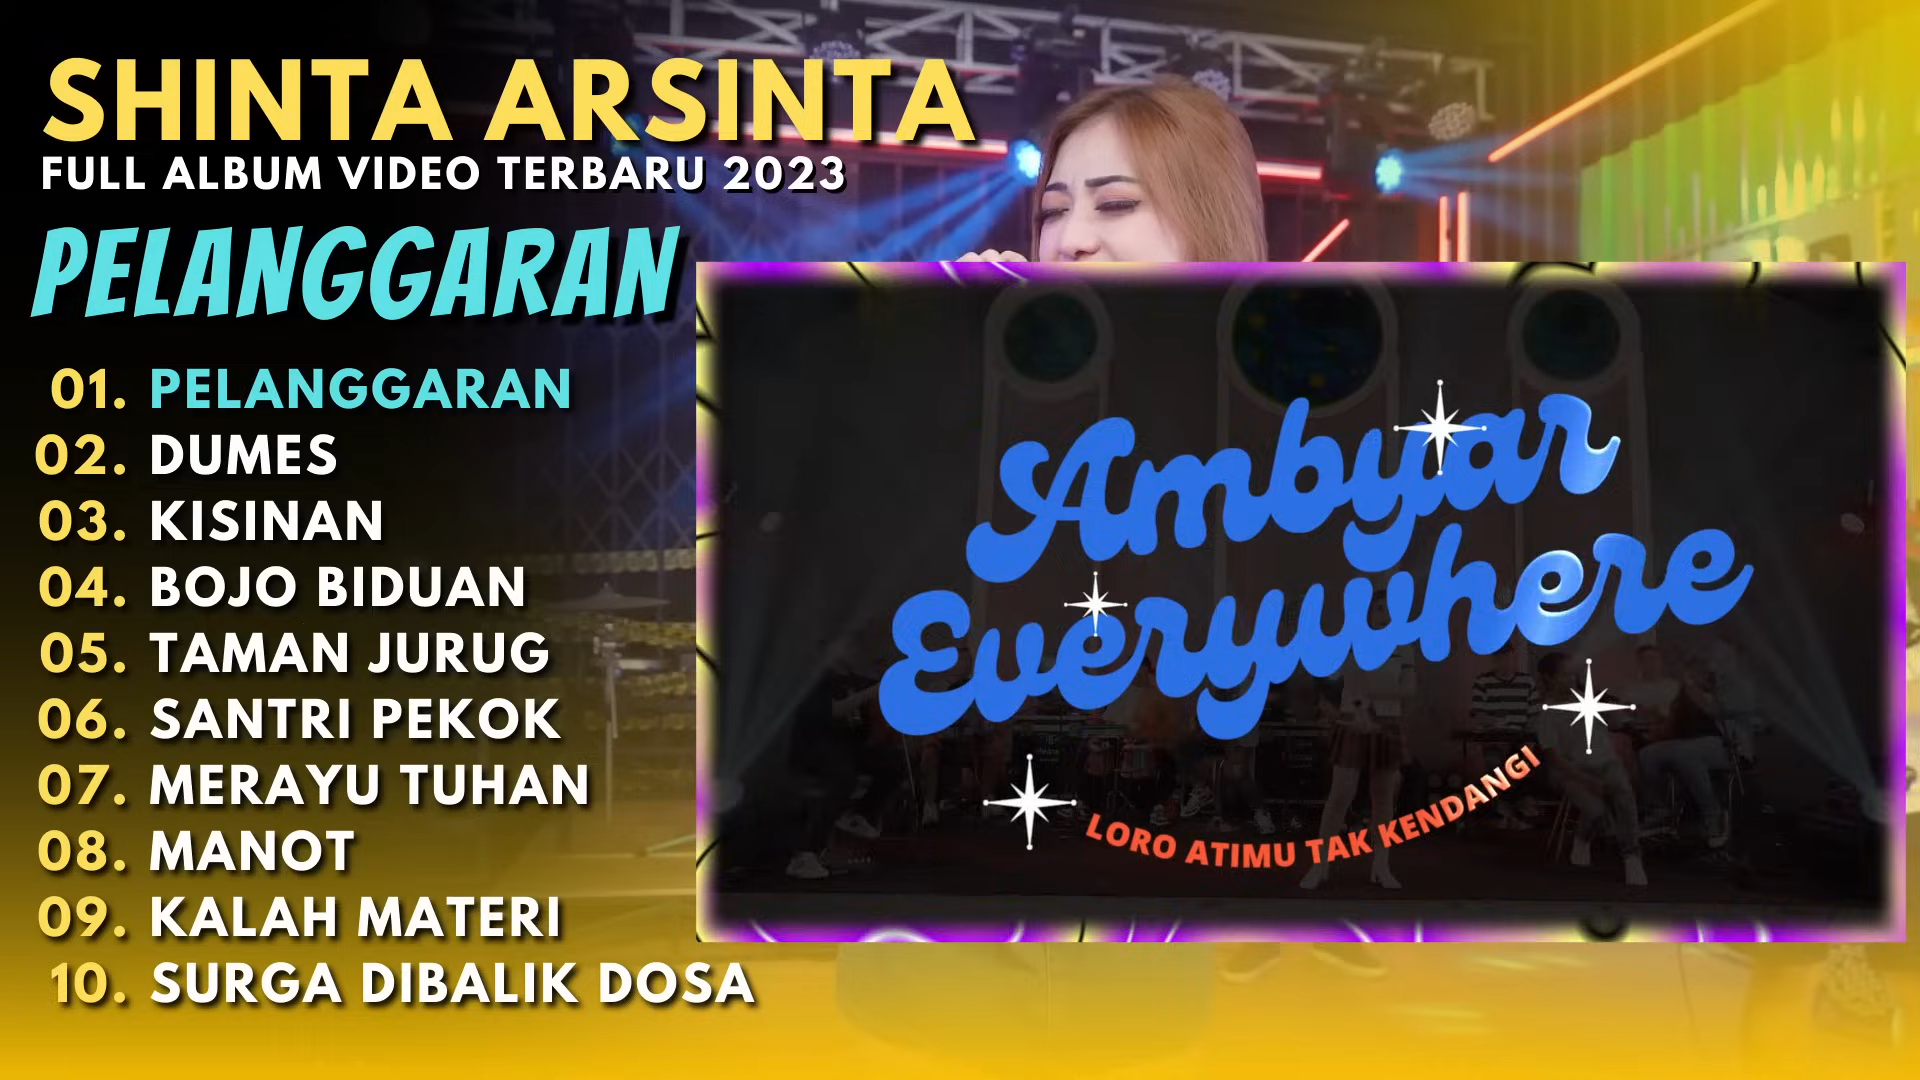 SHINTA ARSINTA
FULL ALBUM VIDEO TERBARU 2023
PELANGGARAN
01. PELANGGARAN
02. DUMES
03. KISINAN
04. BOJO BIDUAN
05. TAMAN JURUG
06. SANTRI PEKOK
07. MERAYU TUHAN
08. MANOT
09. KALAH MATERI
10. SURGA DIBALIK DOSA
Ambyar
Everywhere
LORO ATIMU TAK KENDANGI